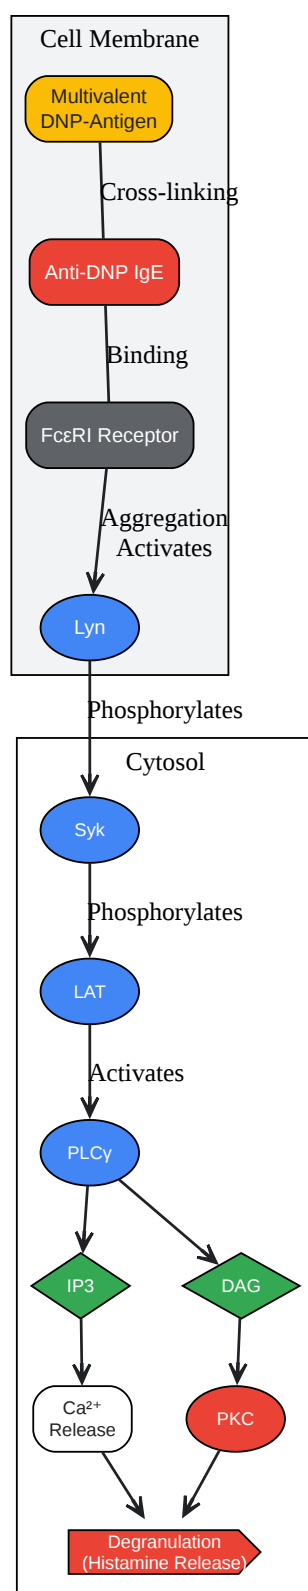 Cell Membrane
Multivalent
DNP-Antigen
Cross-linking
Anti-DNP IgE
Binding
FcεRI Receptor
Aggregation
Activates
Lyn
Phosphorylates
Cytosol
Syk
Phosphorylates
LAT
Activates
PLCγ
IP3
DAG
Ca²⁺
Release
PKC
Degranulation
(Histamine Release)